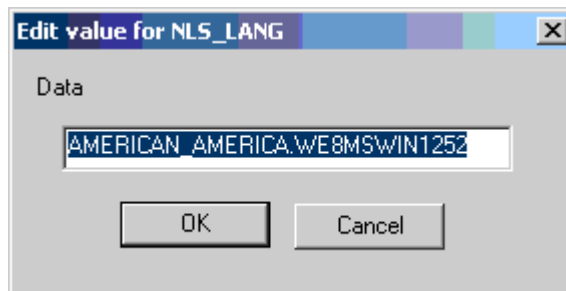 Edit value for NLS_LANG
Data
AMERICAN_AMERICA.WE8MSWIN1252
OK Cancel